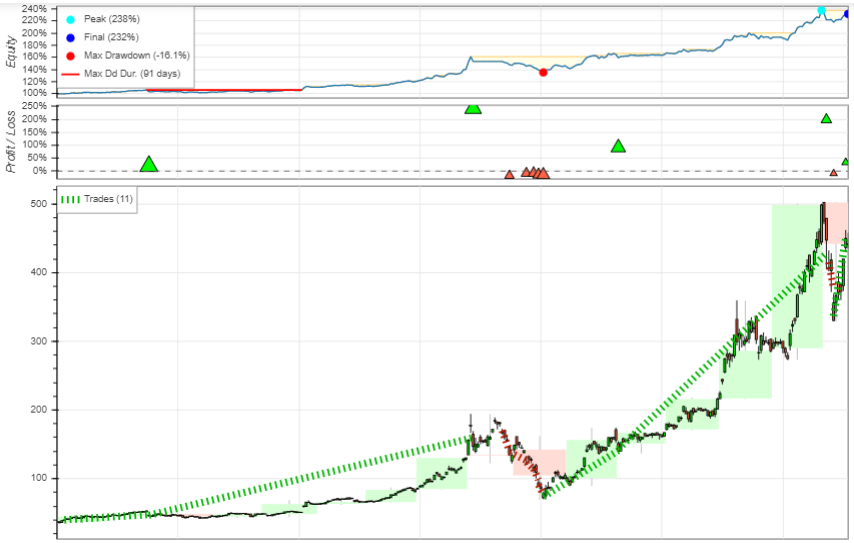 240%
220%
200%
180%
160%
140%
120%
100%
Equity
Peak (238%)
Final (232%)
Max Drawdown (-16.1%)
Max Dd Dur. (91 days)
250%
200%
150%
100%
50%
0%
Profit / Loss
Trades (11)
500
400
300
200
100